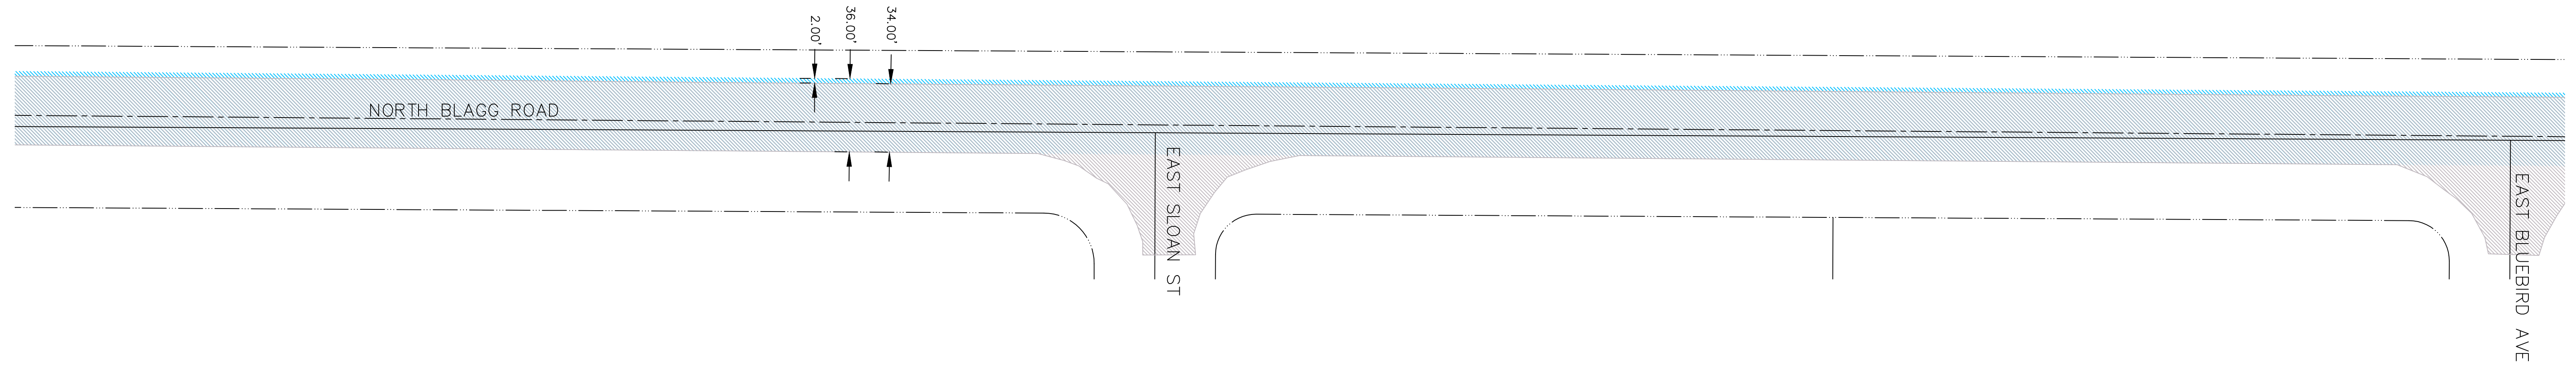 2.00'
36.00'
34.00'
NORTH BLAGG ROAD
EAST SLOAN ST
EAST BLUEBIRD AVE